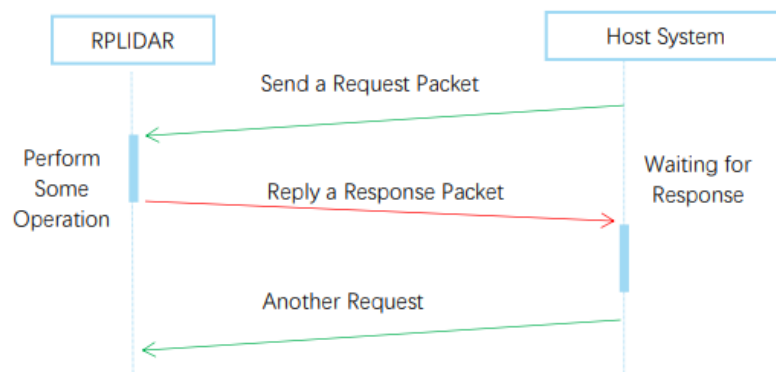 RPLIDAR
Host System
Send a Request Packet
Perform
Some
Operation
Waiting for
Response
Reply a Response Packet
Another Request